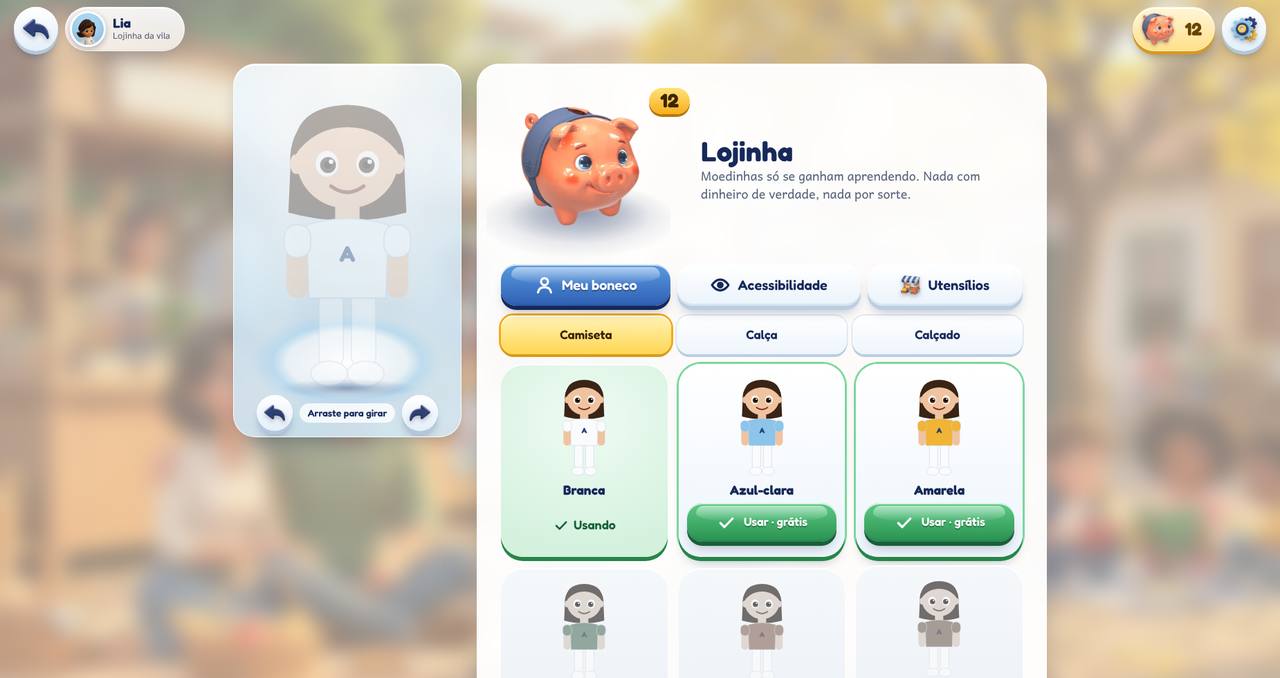 Lia
Lojinha da vila
12
12
Lojinha
Moedinhas só se ganham aprendendo. Nada com
dinheiro de verdade, nada por sorte.
A
Arraste para girar
Meu boneco
Acessibilidade
Utensílios
Camiseta
Calça
Calçado
A
A
A
Branca
Azul-clara
Amarela
Usando
Usar · grátis
Usar · grátis
A
A
A